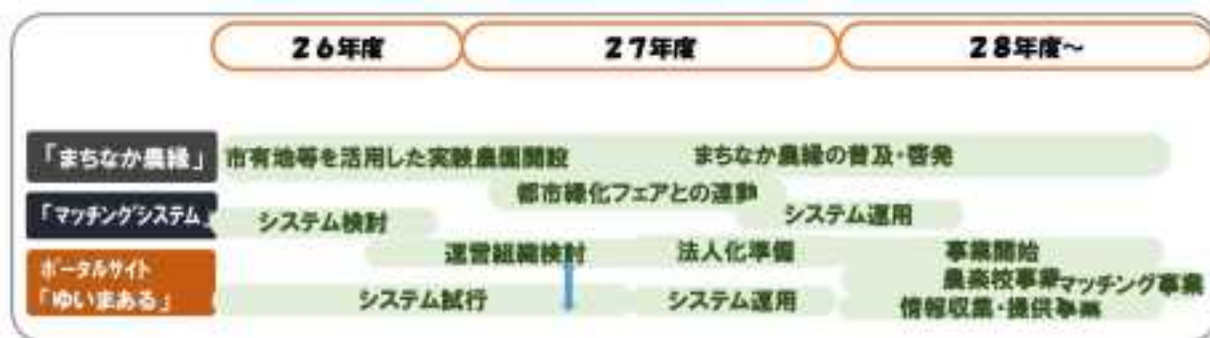 26年度 27年度 28年度～
「まちなか農縁」 市有地等を活用した実験農園開設 まちなか農縁の普及・啓発
都市緑化フェアとの連動
「マッチングシステム」 システム検討 システム運用
運営組織検討 法人化準備 事業開始
ポータルサイト
「ゆいまある」 システム試行 システム運用
農楽校事業 マッチング事業
情報収集・提供事業